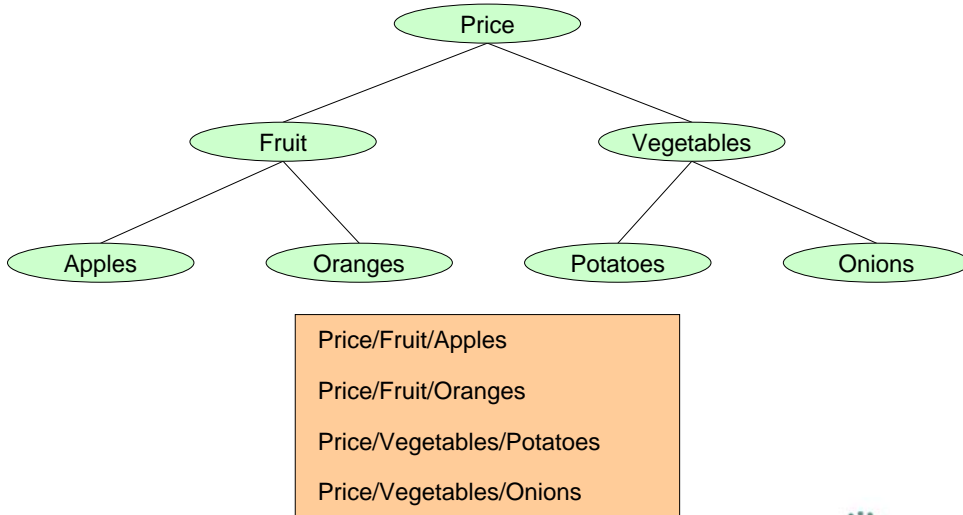 Price
Fruit
Vegetables
Apples
Oranges
Potatoes
Onions
Price/Fruit/Apples
Price/Fruit/Oranges
Price/Vegetables/Potatoes
Price/Vegetables/Onions